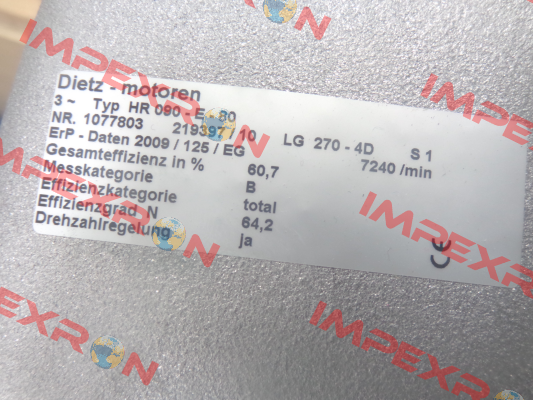 Dietz - motoren
3 ~ Typ HR 090 - E - 80 LG 270 - 4D S 1
NR. 1077803 219397 / 10 7240 /min
ErP - Daten 2009 / 125 / EG
Gesamteffizienz in % 60,7
Messkategorie B
Effizienzkategorie total
Effizienzgrad N 64,2
Drehzahlregelung ja
CE
IMPEXRON
IMPEXRON
IMPEXRON
IMPEXRON
IMPEXRON
IMPEXRON